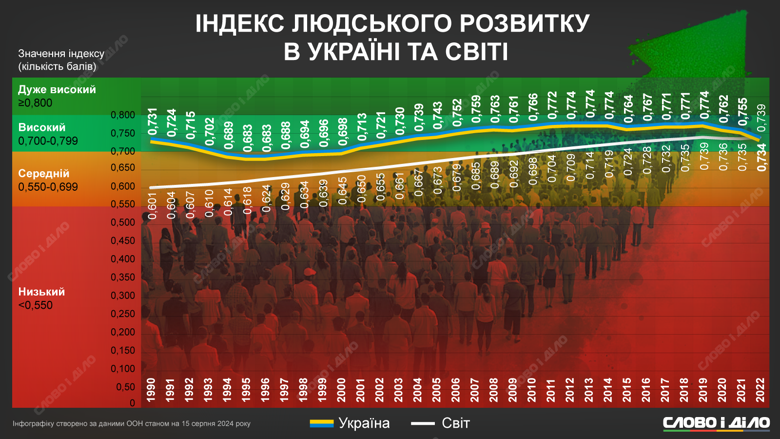 ІНДЕКС ЛЮДСЬКОГО РОЗВИТКУ
В УКРАЇНІ ТА СВІТІ
Значення індексу
(кількість балів)
Дуже високий
≥0,800
Високий
0,700-0,799
Середній
0,550-0,699
Низький
<0,550
0,800
0,750
0,700
0,650
0,600
0,550
0,500
0,450
0,400
0,350
0,300
0,250
0,200
0,150
0,100
0,50
0
0,731 0,724 0,715 0,702 0,689 0,683 0,683 0,688 0,694 0,696 0,698 0,713 0,721 0,730 0,739 0,743 0,752 0,759 0,763 0,761 0,766 0,772 0,774 0,774 0,774 0,764 0,767 0,771 0,771 0,774 0,762 0,755 0,734
0,601 0,604 0,607 0,610 0,614 0,618 0,624 0,629 0,634 0,639 0,645 0,650 0,655 0,661 0,667 0,673 0,679 0,685 0,689 0,692 0,698 0,704 0,709 0,714 0,719 0,724 0,728 0,732 0,735 0,739 0,736 0,735 0,739
1990 1991 1992 1993 1994 1995 1996 1997 1998 1999 2000 2001 2002 2003 2004 2005 2006 2007 2008 2009 2010 2011 2012 2013 2014 2015 2016 2017 2018 2019 2020 2021 2022
Інфографіку створено за даними ООН станом на 15 серпня 2024 року
Україна
Світ
СЛОВО І ДІЛО